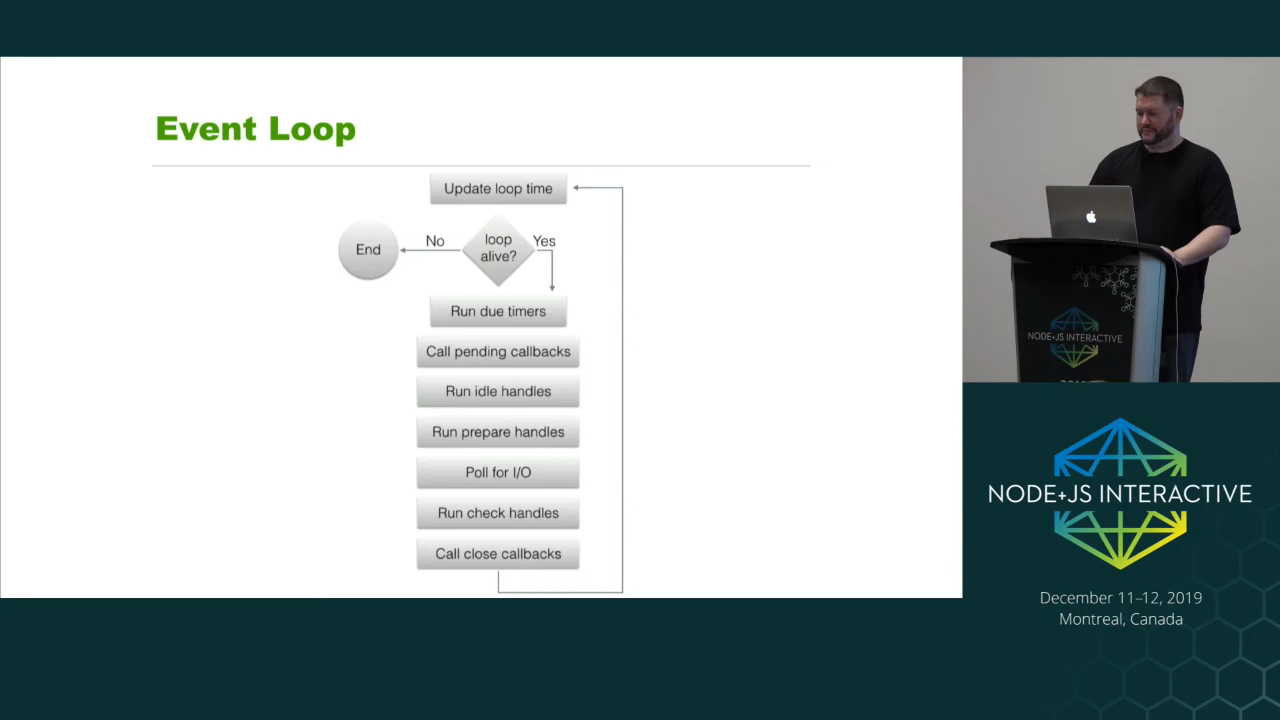 Event Loop
Update loop time
End
No
loop
alive?
Yes
Run due timers
Call pending callbacks
Run idle handles
Run prepare handles
Poll for I/O
Run check handles
Call close callbacks
NODE+JS INTERACTIVE
NODE+JS INTERACTIVE
December 11–12, 2019
Montreal, Canada